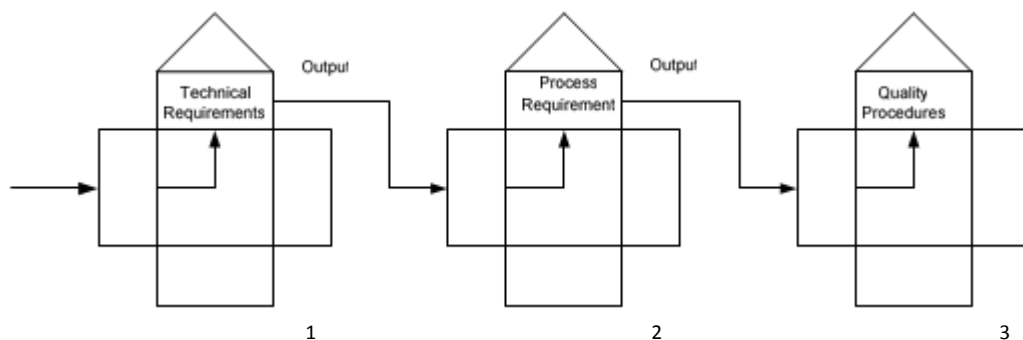 Output
Output
Technical
Requirements
Process
Requirement
Quality
Procedures
1
2
3